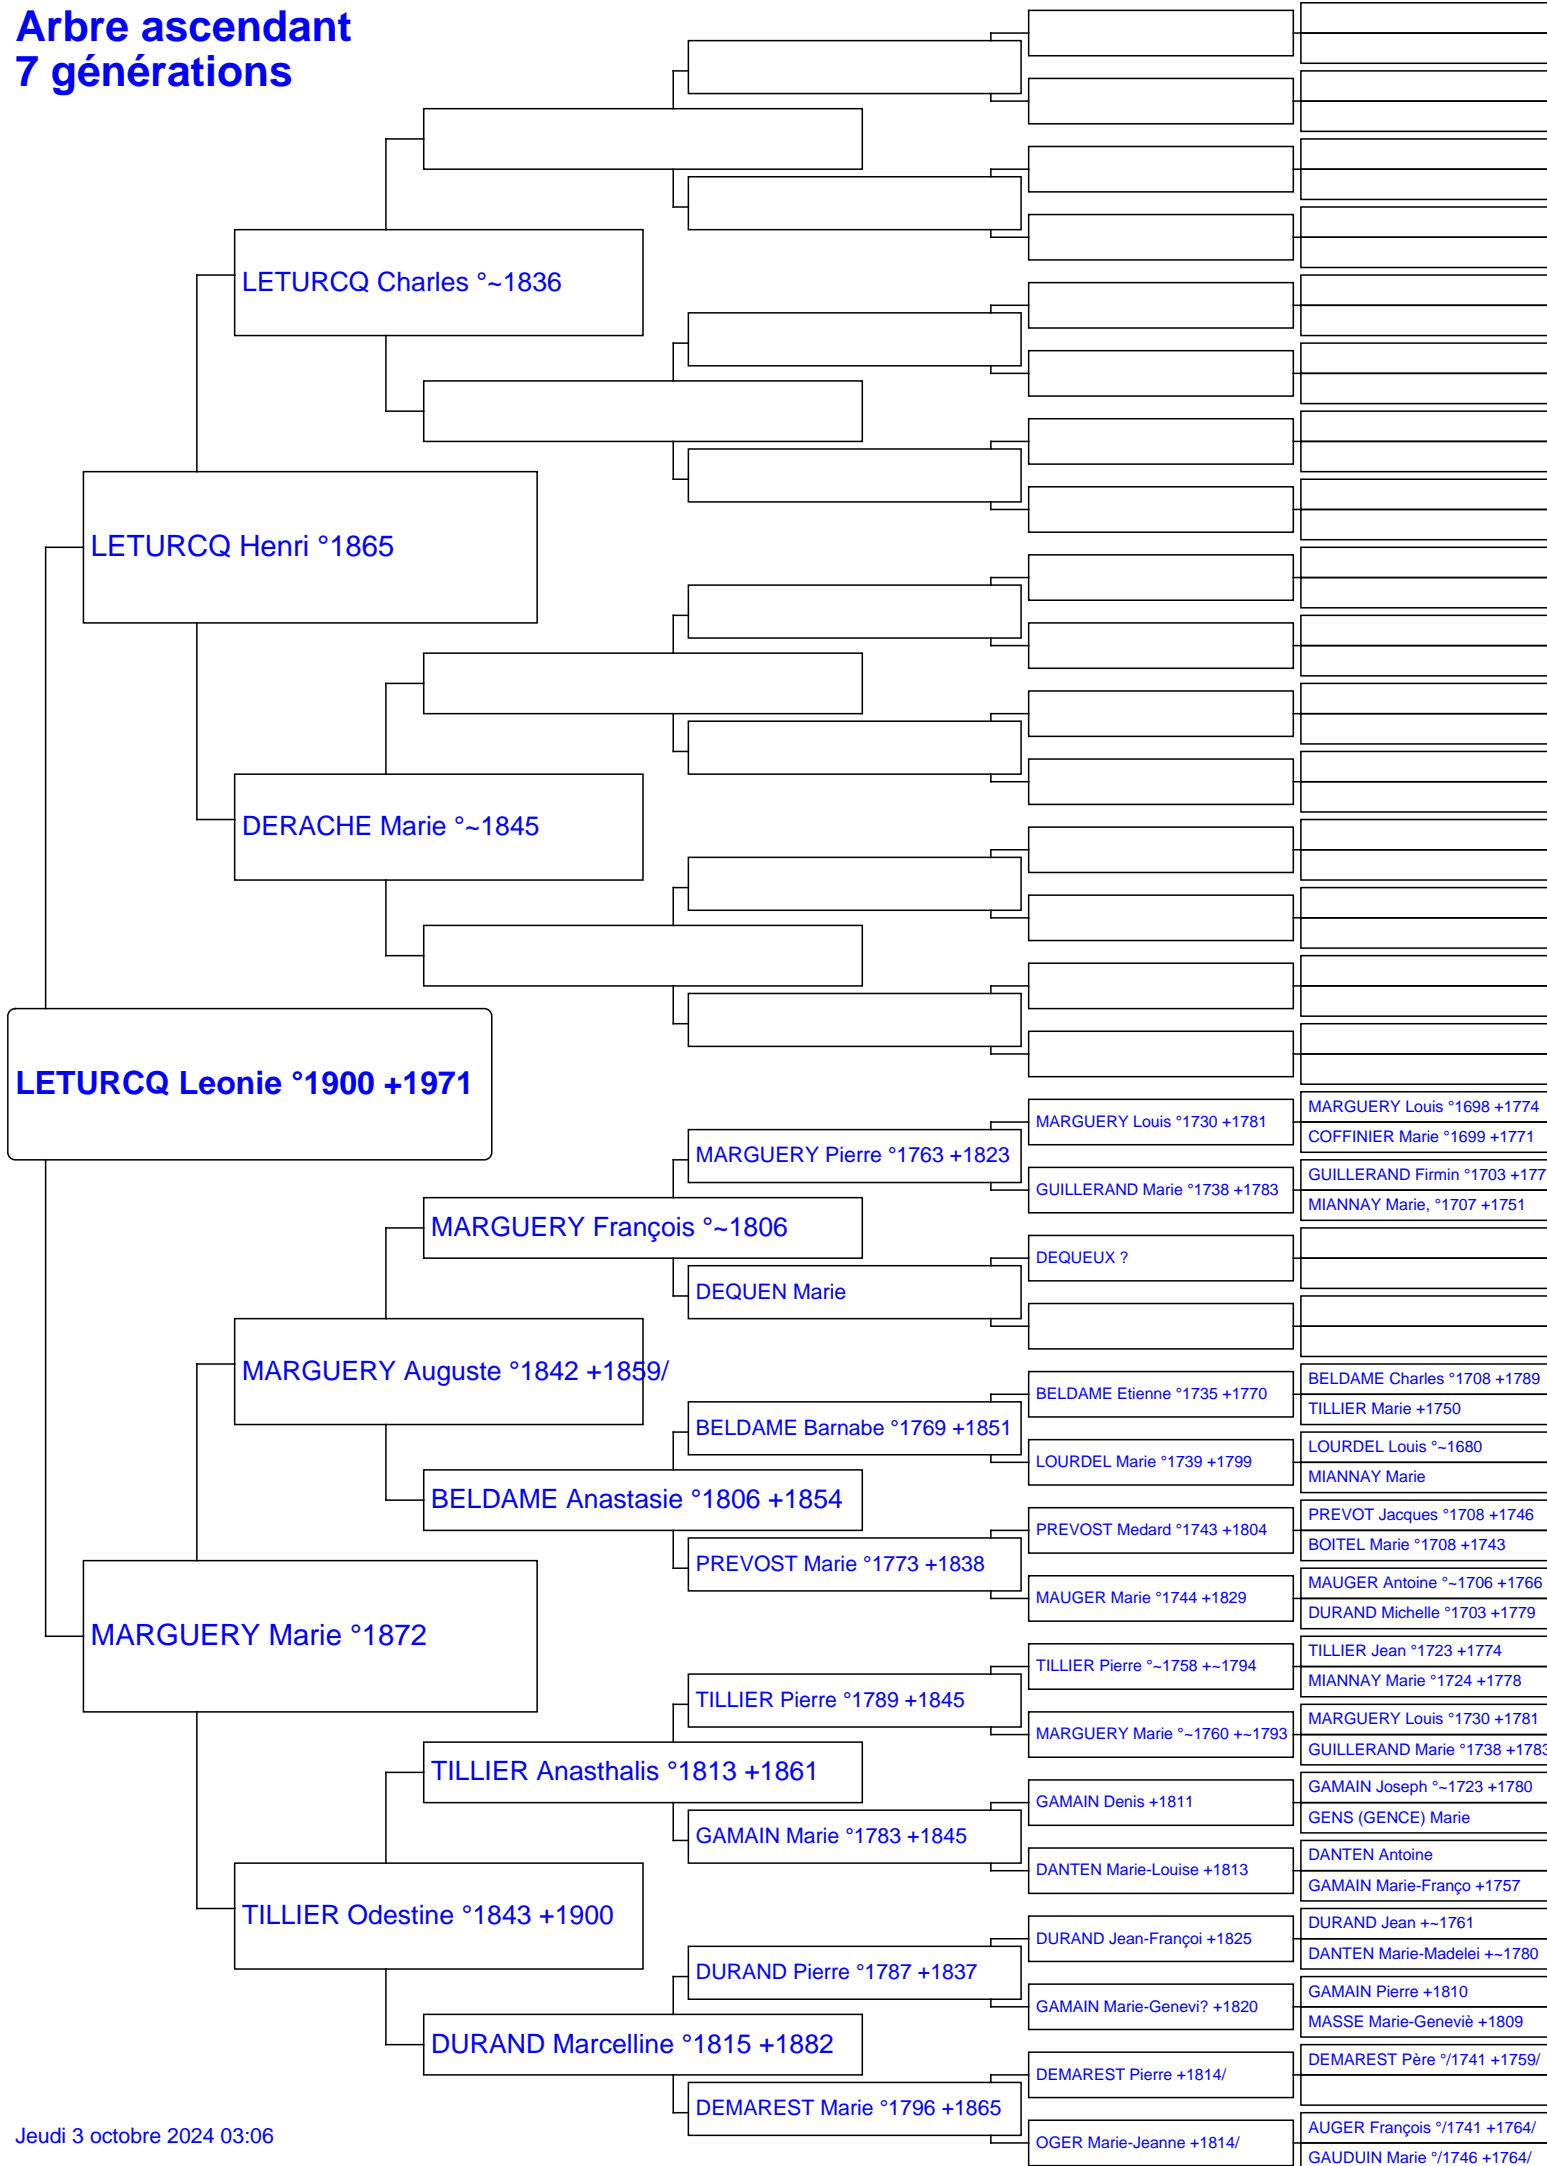 Arbre ascendant
7 générations
LETURCQ Charles °~1836
LETURCQ Henri °1865
DERACHE Marie °~1845
LETURCQ Leonie °1900 +1971
MARGUERY Louis °1698 +1774
MARGUERY Louis °1730 +1781
COFFINIER Marie °1699 +1771
MARGUERY Pierre °1763 +1823
GUILLERAND Firmin °1703 +177
GUILLERAND Marie °1738 +1783
MIANNAY Marie, °1707 +1751
MARGUERY François °~1806
DEQUEUX ?
DEQUEN Marie
MARGUERY Auguste °1842 +1859/
BELDAME Charles °1708 +1789
BELDAME Etienne °1735 +1770
TILLIER Marie +1750
BELDAME Barnabe °1769 +1851
LOURDEL Louis °~1680
LOURDEL Marie °1739 +1799
MIANNAY Marie
BELDAME Anastasie °1806 +1854
PREVOT Jacques °1708 +1746
PREVOST Medard °1743 +1804
BOITEL Marie °1708 +1743
PREVOST Marie °1773 +1838
MAUGER Antoine °~1706 +1766
MAUGER Marie °1744 +1829
DURAND Michelle °1703 +1779
MARGUERY Marie °1872
TILLIER Jean °1723 +1774
TILLIER Pierre °~1758 +~1794
MIANNAY Marie °1724 +1778
TILLIER Pierre °1789 +1845
MARGUERY Louis °1730 +1781
MARGUERY Marie °~1760 +~1793
GUILLERAND Marie °1738 +1783
TILLIER Anasthalis °1813 +1861
GAMAIN Joseph °~1723 +1780
GAMAIN Denis +1811
GENS (GENCE) Marie
GAMAIN Marie °1783 +1845
DANTEN Antoine
DANTEN Marie-Louise +1813
GAMAIN Marie-Franço +1757
TILLIER Odestine °1843 +1900
DURAND Jean +~1761
DURAND Jean-Françoi +1825
DANTEN Marie-Madelei +~1780
DURAND Pierre °1787 +1837
GAMAIN Pierre +1810
GAMAIN Marie-Genevi? +1820
MASSE Marie-Geneviè +1809
DURAND Marcelline °1815 +1882
DEMAREST Père °/1741 +1759/
DEMAREST Pierre +1814/
DEMAREST Marie °1796 +1865
AUGER François °/1741 +1764/
OGER Marie-Jeanne +1814/
GAUDUIN Marie °/1746 +1764/
Jeudi 3 octobre 2024 03:06